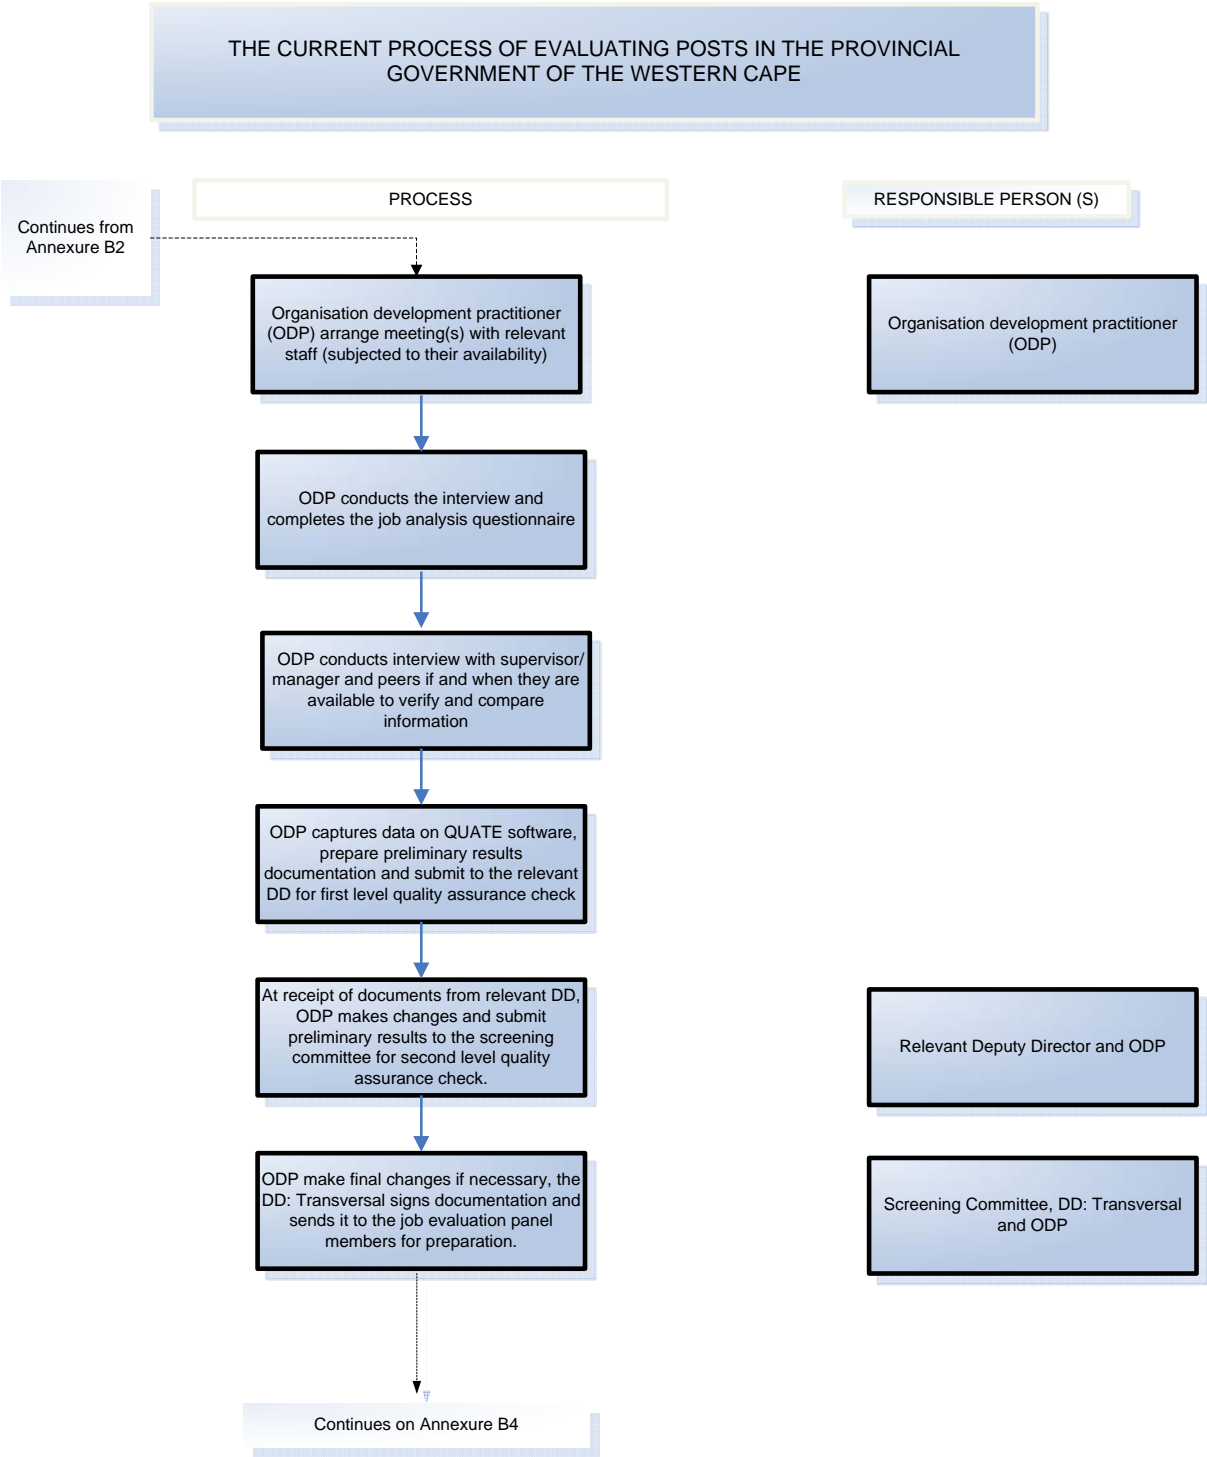 THE CURRENT PROCESS OF EVALUATING POSTS IN THE PROVINCIAL
GOVERNMENT OF THE WESTERN CAPE
PROCESS
RESPONSIBLE PERSON (S)
Continues from
Annexure B2
Organisation development practitioner
(ODP) arrange meeting(s) with relevant
staff (subjected to their availability)
Organisation development practitioner
(ODP)
ODP conducts the interview and
completes the job analysis questionnaire
ODP conducts interview with supervisor/
manager and peers if and when they are
available to verify and compare
information
ODP captures data on QUATE software,
prepare preliminary results
documentation and submit to the relevant
DD for first level quality assurance check
At receipt of documents from relevant DD,
ODP makes changes and submit
preliminary results to the screening
committee for second level quality
assurance check.
Relevant Deputy Director and ODP
ODP make final changes if necessary, the
DD: Transversal signs documentation and
sends it to the job evaluation panel
members for preparation.
Screening Committee, DD: Transversal
and ODP
Continues on Annexure B4